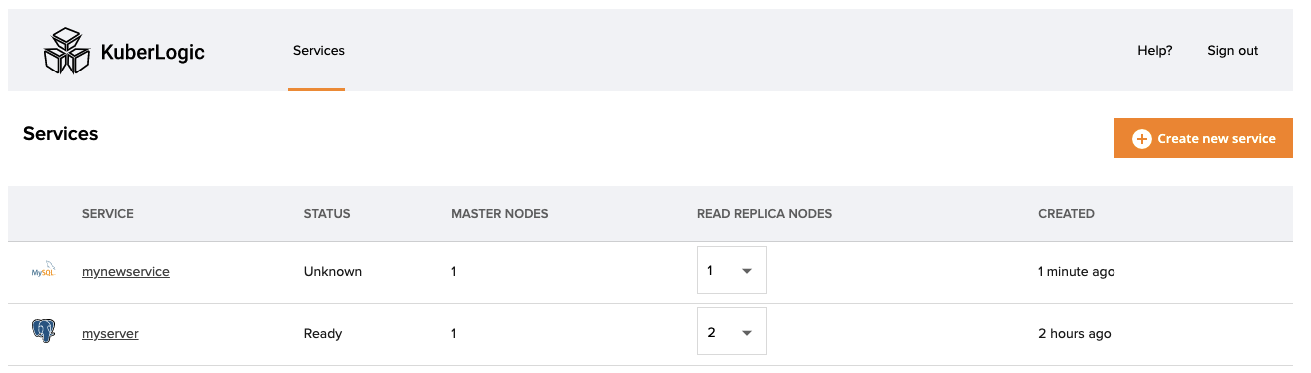 KuberLogic Services Help? Sign out
Services
Create new service
SERVICE STATUS MASTER NODES READ REPLICA NODES CREATED
MySQL mynewservice Unknown 1 1 1 minute ago
myserver Ready 1 2 2 hours ago